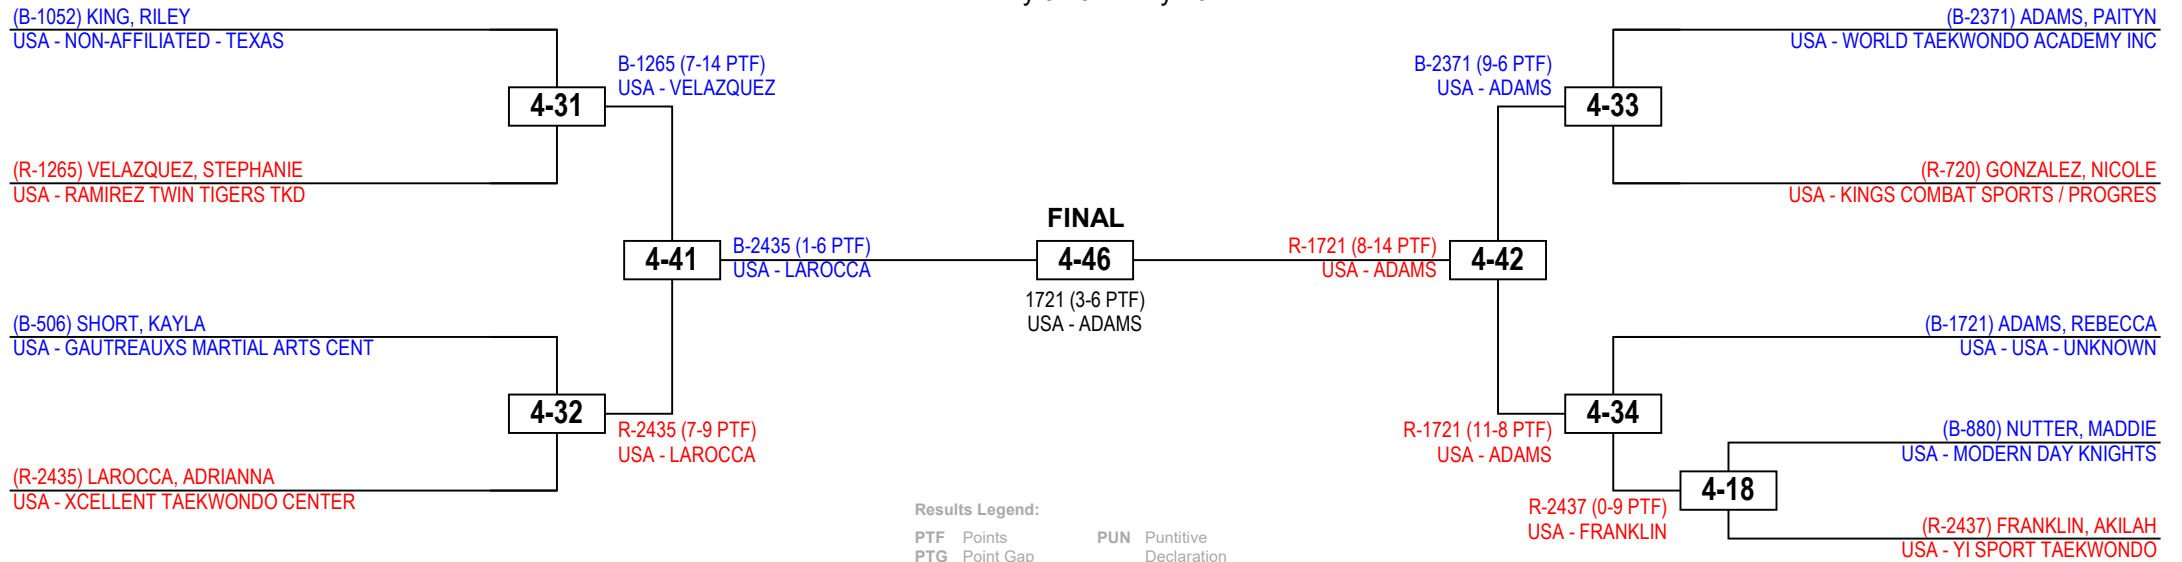 (B-1052) KING, RILEY
USA - NON-AFFILIATED - TEXAS
(R-1265) VELAZQUEZ, STEPHANIE
USA - RAMIREZ TWIN TIGERS TKD
(B-506) SHORT, KAYLA
USA - GAUTREAUXS MARTIAL ARTS CENT
(R-2435) LAROCCA, ADRIANNA
USA - XCELLENT TAEKWONDO CENTER
4-31
4-32
B-1265 (7-14 PTF)
USA - VELAZQUEZ
R-2435 (7-9 PTF)
USA - LAROCCA
4-41
B-2435 (1-6 PTF)
USA - LAROCCA
FINAL
4-46
1721 (3-6 PTF)
USA - ADAMS
R-1721 (8-14 PTF)
USA - ADAMS
4-42
B-2371 (9-6 PTF)
USA - ADAMS
R-1721 (11-8 PTF)
USA - ADAMS
4-33
4-34
(B-2371) ADAMS, PAITYN
USA - WORLD TAEKWONDO ACADEMY INC
(R-720) GONZALEZ, NICOLE
USA - KINGS COMBAT SPORTS / PROGRES
(B-1721) ADAMS, REBECCA
USA - USA - UNKNOWN
(B-880) NUTTER, MADDIE
USA - MODERN DAY KNIGHTS
4-18
R-2437 (0-9 PTF)
USA - FRANKLIN
(R-2437) FRANKLIN, AKILAH
USA - YI SPORT TAEKWONDO
Results Legend:
PTF Points PUN Puntitive
PTG Point Gap Declaration